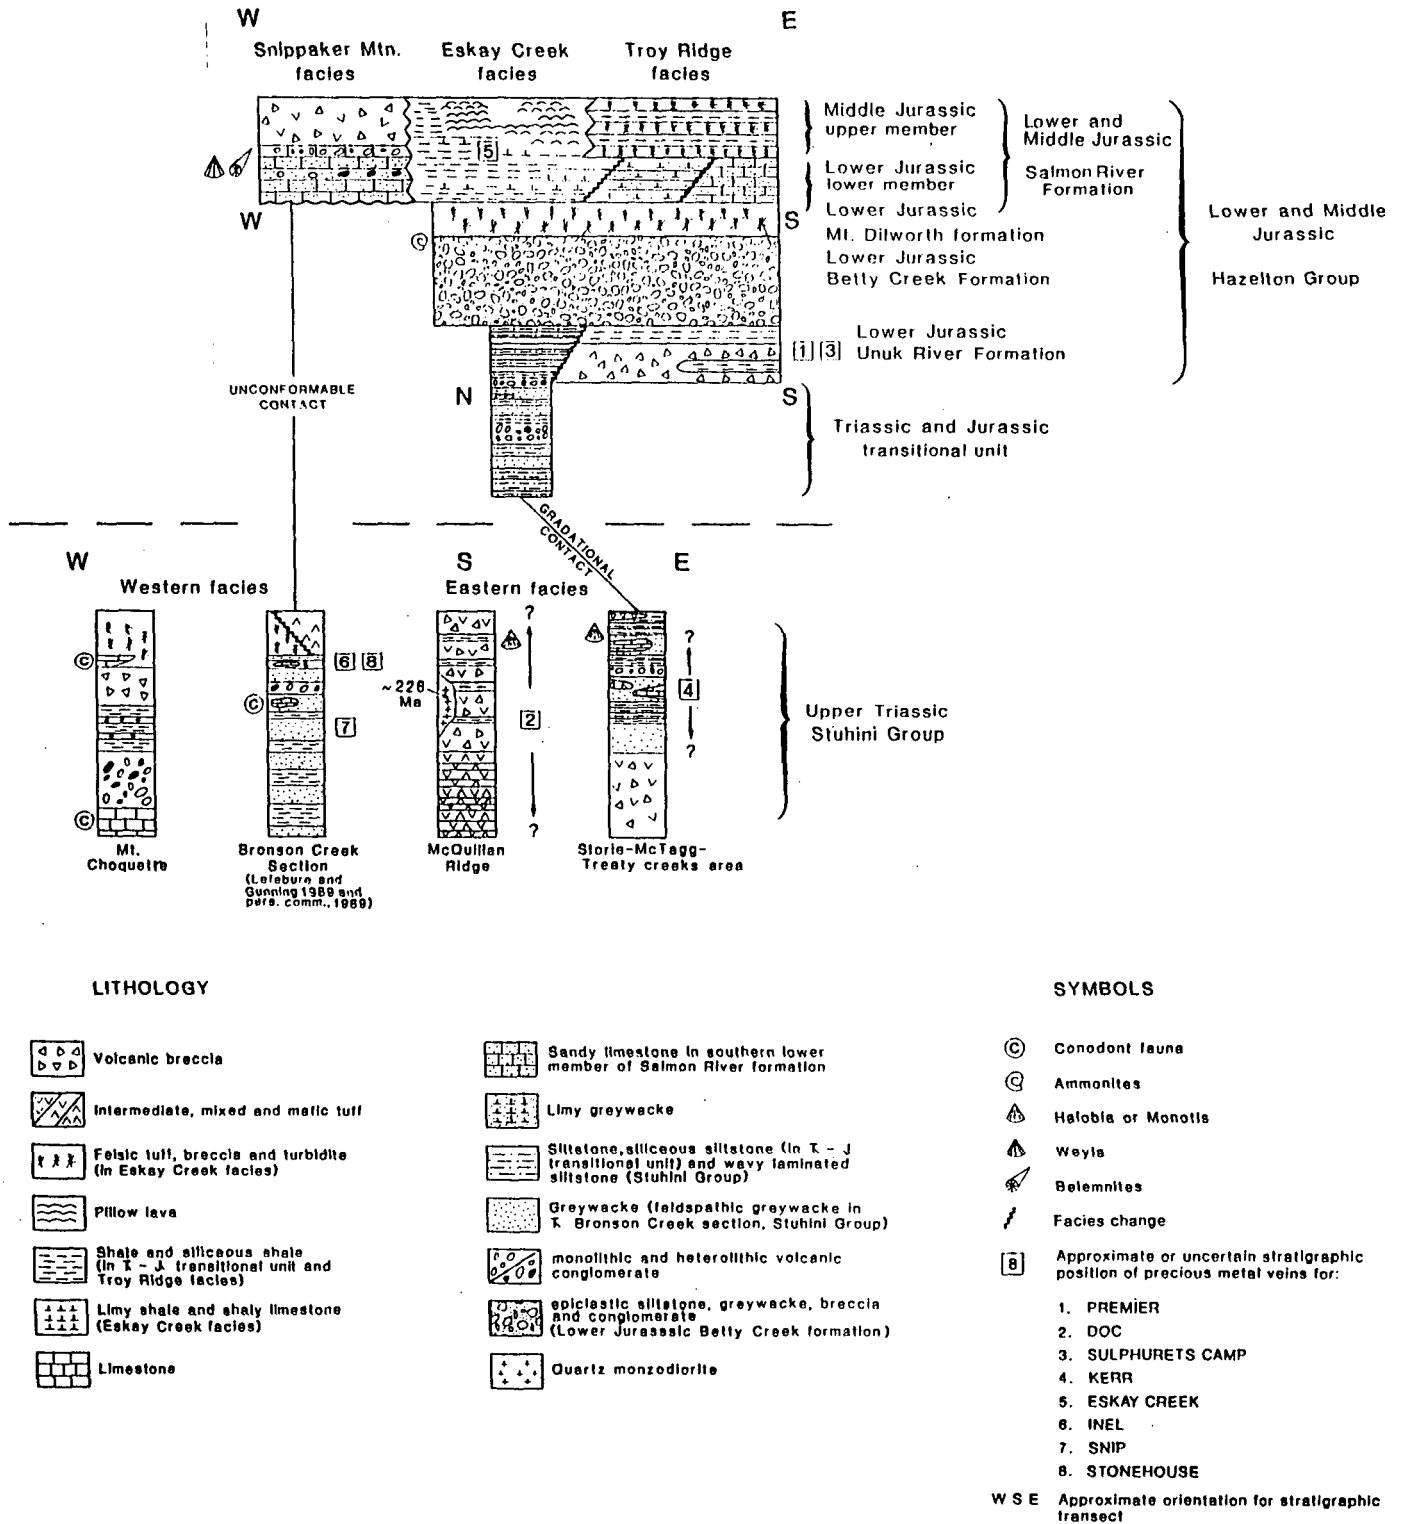 W E
Snippaker Mtn. Eskay Creek Troy Ridge
facies facies facies
Middle Jurassic
upper member
Lower and
Middle Jurassic
5
Lower Jurassic
lower member
Salmon River
Formation
W S
Lower Jurassic
Mt. Dilworth formation
Lower Jurassic
Betty Creek Formation
Lower and Middle
Jurassic
Hazelton Group
Lower Jurassic
1 3 Unuk River Formation
UNCONFORMABLE
CONTACT
N S
Triassic and Jurassic
transitional unit
GRADATIONAL
CONTACT
W S E
Western facies Eastern facies
? ?
C
6 8
~226
Ma
C
7
2
4
? ?
C
Upper Triassic
Stuhini Group
Mt.
Choquette
Bronson Creek
Section
(Lefebure and
Gunning 1989 and
pers. comm., 1989)
McQuillan
Ridge
Storie-McTagg-
Treaty creeks area
LITHOLOGY
Volcanic breccia
Intermediate, mixed and mafic tuff
Felsic tuff, breccia and turbidite
(in Eskay Creek facies)
Pillow lava
Shale and siliceous shale
(in Ꞇ - J transitional unit and
Troy Ridge facies)
Limy shale and shaly limestone
(Eskay Creek facies)
Limestone
Sandy limestone in southern lower
member of Salmon River formation
Limy greywacke
Siltstone, siliceous siltstone (in Ꞇ - J
transitional unit) and wavy laminated
siltstone (Stuhini Group)
Greywacke (feldspathic greywacke in
Ꞇ Bronson Creek section, Stuhini Group)
monolithic and heterolithic volcanic
conglomerate
epiclastic siltstone, greywacke, breccia
and conglomerate
(Lower Jurasssic Betty Creek formation)
Quartz monzodiorite
SYMBOLS
C Conodont fauna
Ammonites
Halobia or Monotis
Weyla
Belemnites
Facies change
8 Approximate or uncertain stratigraphic
position of precious metal veins for:
1. PREMIER
2. DOC
3. SULPHURETS CAMP
4. KERR
5. ESKAY CREEK
6. INEL
7. SNIP
8. STONEHOUSE
W S E Approximate orientation for stratigraphic
transect